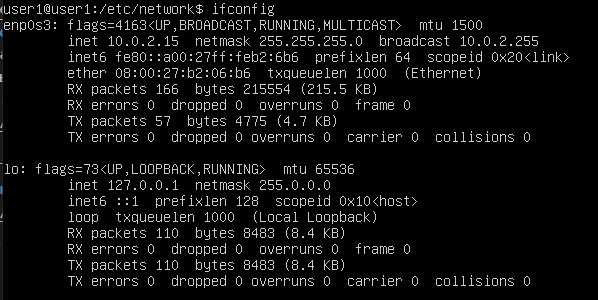 user1@user1:/etc/network$ ifconfig
enp0s3: flags=4163<UP,BROADCAST,RUNNING,MULTICAST>  mtu 1500
        inet 10.0.2.15  netmask 255.255.255.0  broadcast 10.0.2.255
        inet6 fe80::a00:27ff:feb2:6b6  prefixlen 64  scopeid 0x20<link>
        ether 08:00:27:b2:06:b6  txqueuelen 1000  (Ethernet)
        RX packets 166  bytes 215554 (215.5 KB)
        RX errors 0  dropped 0  overruns 0  frame 0
        TX packets 57  bytes 4775 (4.7 KB)
        TX errors 0  dropped 0 overruns 0  carrier 0  collisions 0

lo: flags=73<UP,LOOPBACK,RUNNING>  mtu 65536
        inet 127.0.0.1  netmask 255.0.0.0
        inet6 ::1  prefixlen 128  scopeid 0x10<host>
        loop  txqueuelen 1000  (Local Loopback)
        RX packets 110  bytes 8483 (8.4 KB)
        RX errors 0  dropped 0  overruns 0  frame 0
        TX packets 110  bytes 8483 (8.4 KB)
        TX errors 0  dropped 0 overruns 0  carrier 0  collisions 0